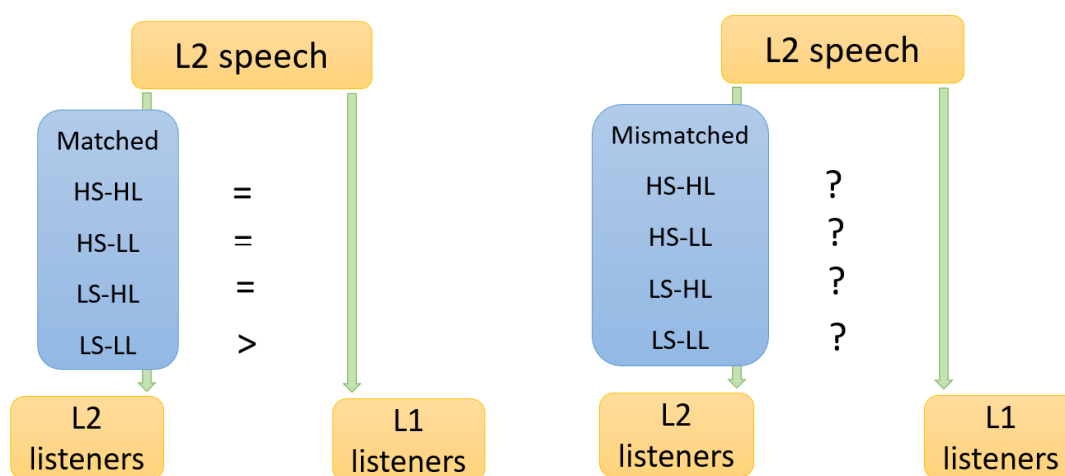 L2 speech
Matched
HS-HL =
HS-LL =
LS-HL =
LS-LL >
L2
listeners
L1
listeners
L2 speech
Mismatched
HS-HL ?
HS-LL ?
LS-HL ?
LS-LL ?
L2
listeners
L1
listeners